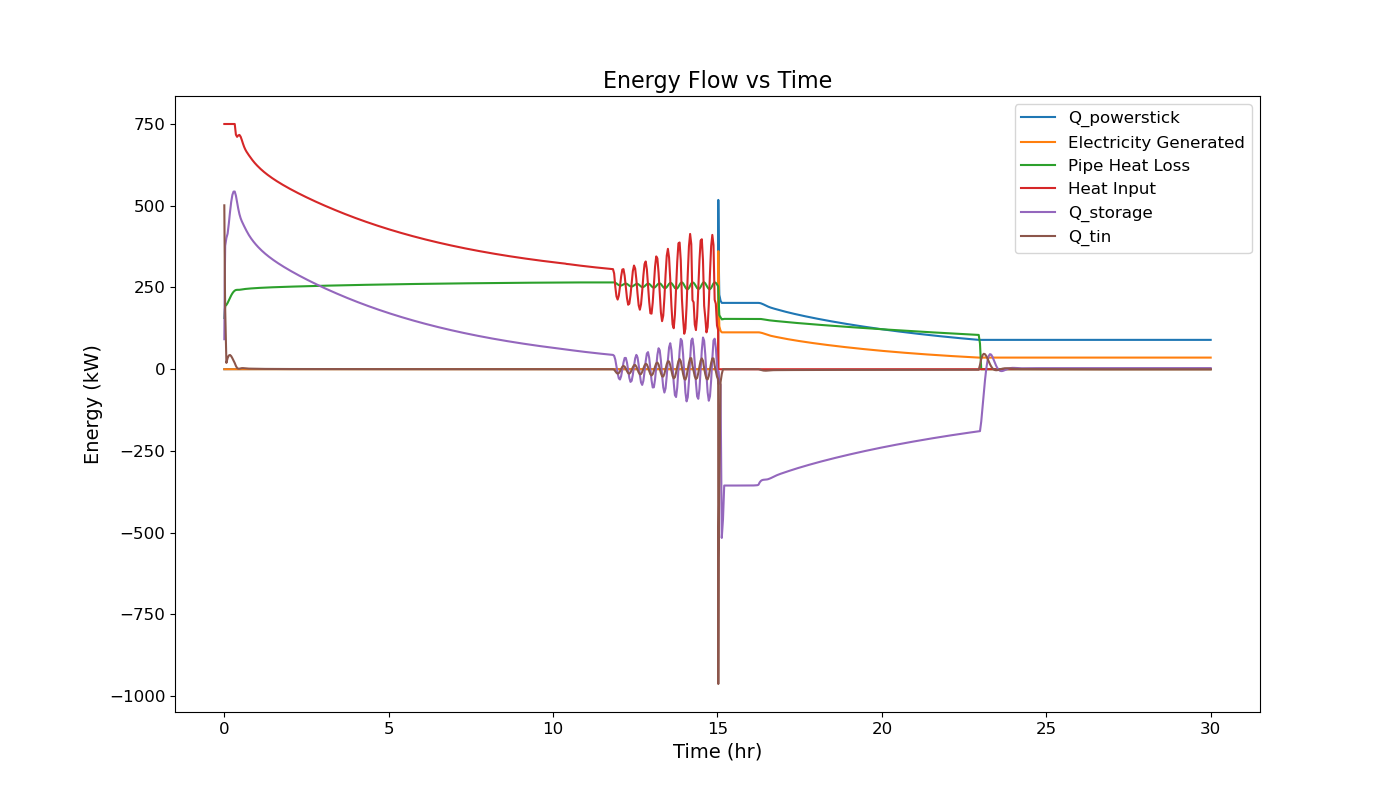 Energy Flow vs Time
Energy (kW)
750
500
250
0
−250
−500
−750
−1000
Q_powerstick
Electricity Generated
Pipe Heat Loss
Heat Input
Q_storage
Q_tin
0 5 10 15 20 25 30
Time (hr)